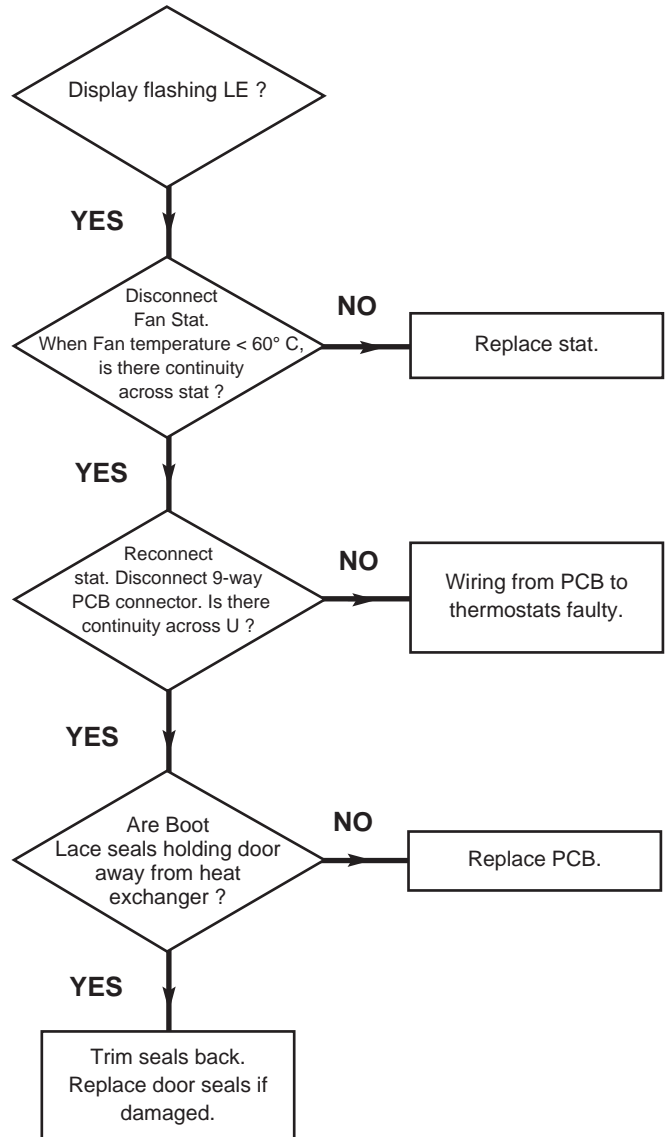 Display flashing LE ?
YES
Disconnect
Fan Stat.
When Fan temperature < 60° C,
is there continuity
across stat ?
NO
Replace stat.
YES
Reconnect
stat. Disconnect 9-way
PCB connector. Is there
continuity across U ?
NO
Wiring from PCB to
thermostats faulty.
YES
Are Boot
Lace seals holding door
away from heat
exchanger ?
NO
Replace PCB.
YES
Trim seals back.
Replace door seals if
damaged.